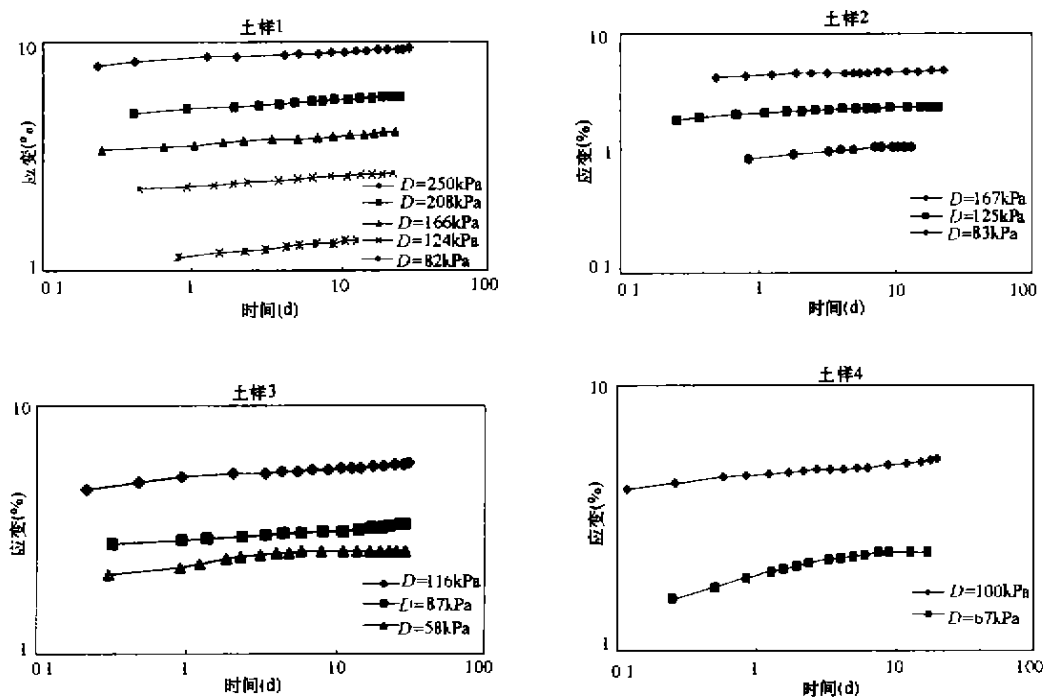 土样1
10
应变(%)
1
D=250kPa
D=208kPa
D=166kPa
D=124kPa
D=82kPa
0.1
1
10
100
时间(d)
土样2
10
应变(%)
1
0.1
D=167kPa
D=125kPa
D=83kPa
0.1
1
10
100
时间(d)
土样3
10
应变(%)
1
D=116kPa
D=87kPa
D=58kPa
0.1
1
10
100
时间(d)
土样4
10
应变(%)
1
D=100kPa
D=67kPa
0.1
1
10
100
时间(d)